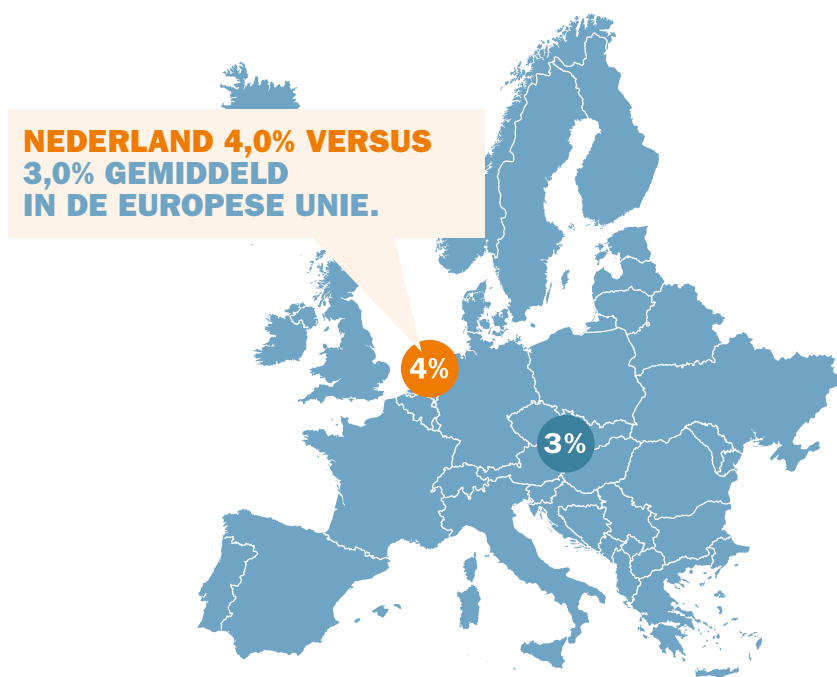 NEDERLAND 4,0% VERSUS
3,0% GEMIDDELD
IN DE EUROPESE UNIE.
4%
3%